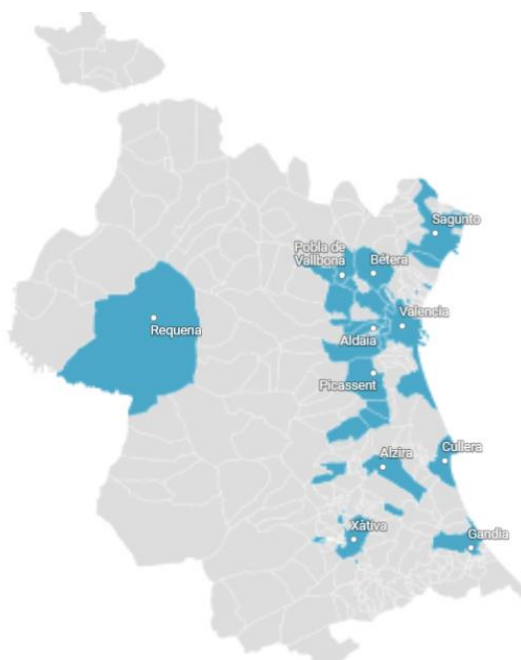 Sagunto
Pobla de
Vallbona
Bétera
Requena
Valencia
Aldaia
Picassent
Alzira
Cullera
Xàtiva
Gandia